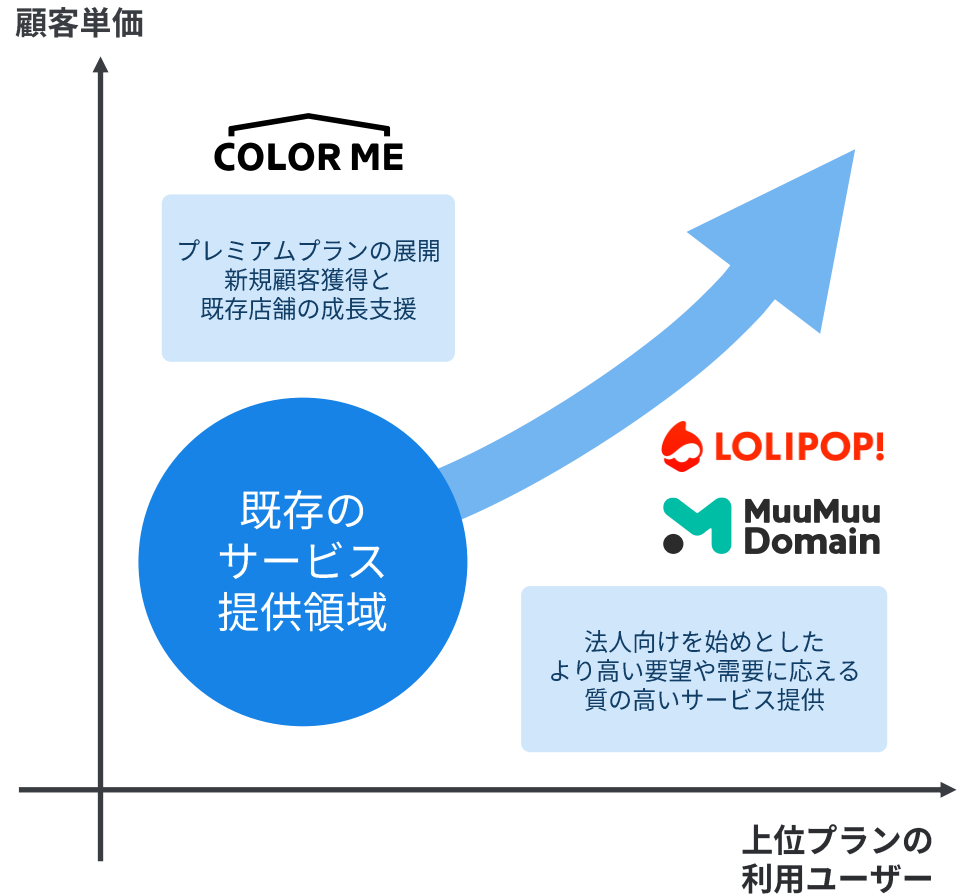 顧客単価
COLOR ME
プレミアムプランの展開
新規顧客獲得と
既存店舗の成長支援
既存の
サービス
提供領域
LOLIPOP!
MuuMuu
Domain
法人向けを始めとした
より高い要望や需要に応える
質の高いサービス提供
上位プランの
利用ユーザー